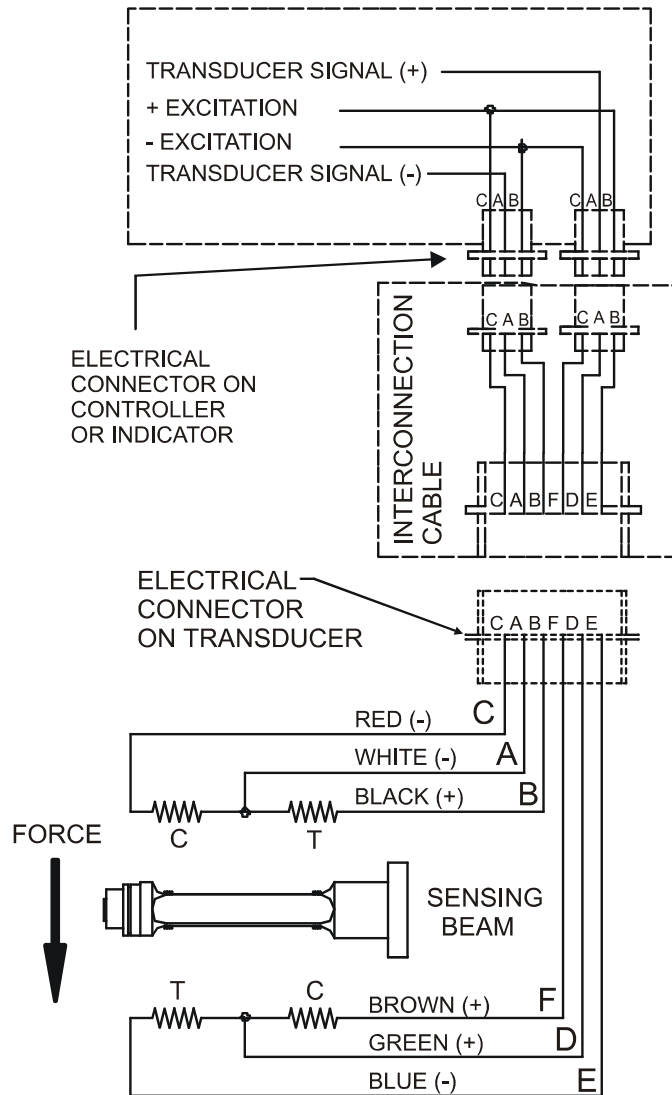 TRANSDUCER SIGNAL (+)
+ EXCITATION
- EXCITATION
TRANSDUCER SIGNAL (-)
C A B
C A B
ELECTRICAL
CONNECTOR ON
CONTROLLER
OR INDICATOR
INTERCONNECTION
CABLE
C A B
C A B
C A B F D E
ELECTRICAL
CONNECTOR
ON TRANSDUCER
C A B F D E
RED (-)
C
WHITE (-)
A
BLACK (+)
B
C
T
FORCE
SENSING
BEAM
T
C
BROWN (+)
F
GREEN (+)
D
BLUE (-)
E